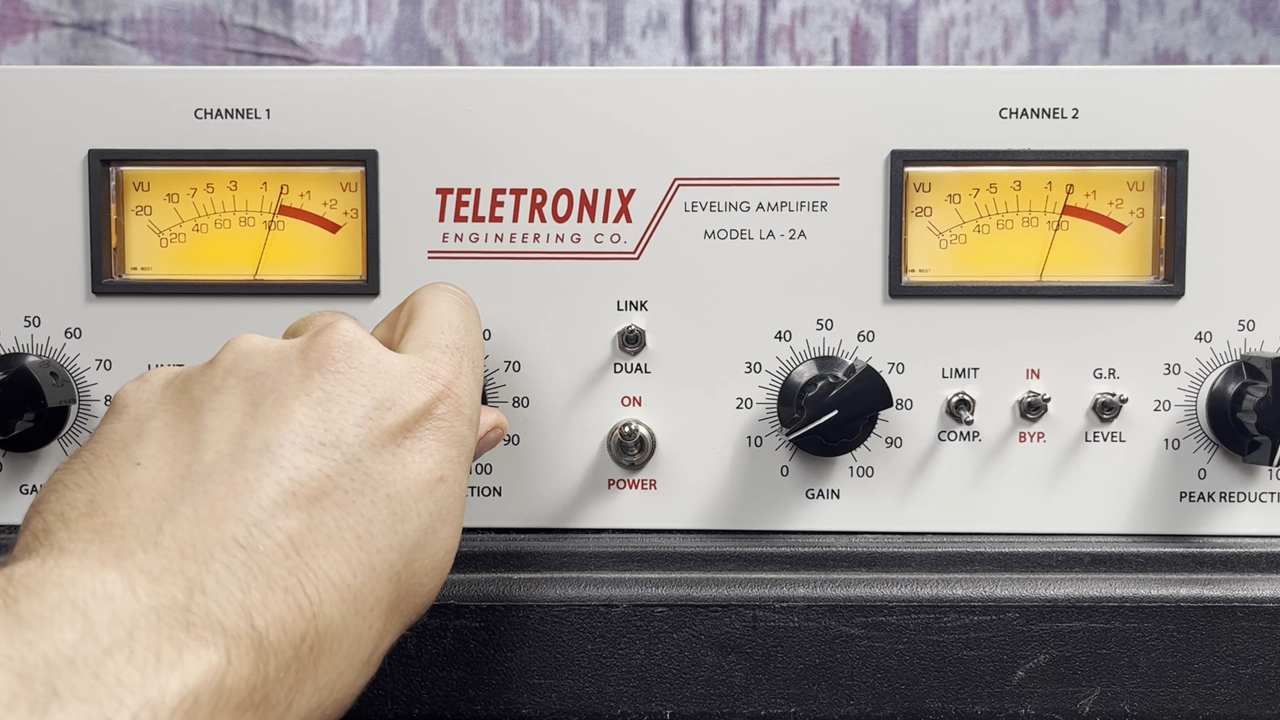 CHANNEL 1
CHANNEL 2
VU -20 -10 -7 -5 -3 -1 0 +1 +2 +3 VU
0 20 40 60 80 100
TELETRONIX
ENGINEERING CO.
LEVELING AMPLIFIER
MODEL LA - 2A
VU -20 -10 -7 -5 -3 -1 0 +1 +2 +3 VU
0 20 40 60 80 100
50 60 70
70 80 90
LINK
DUAL
ON
POWER
0 10 20 30 40 50 60 70 80 90 100
GAIN
LIMIT
COMP.
IN
BYP.
G.R.
LEVEL
0 10 20 30 40 50
PEAK